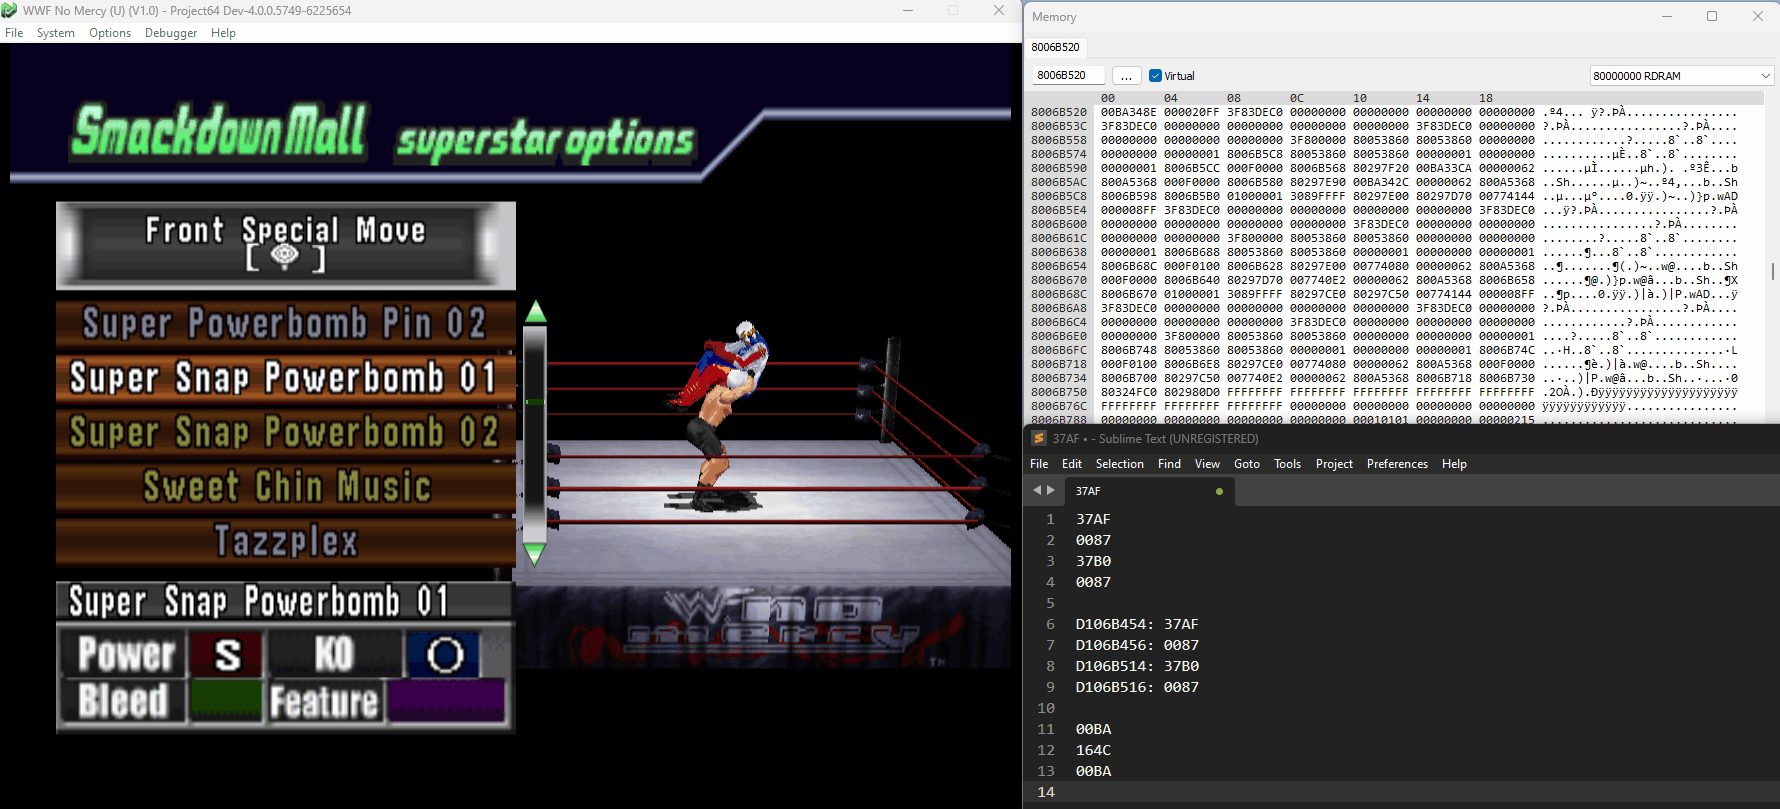 WWF No Mercy (U) (V1.0) - Project64 Dev-4.0.0.5749-6225654
File System Options Debugger Help
Smackdown Mall superstar options
Front Special Move
[ ]
Super Powerbomb Pin 02
Super Snap Powerbomb 01
Super Snap Powerbomb 02
Sweet Chin Music
Tazzplex
Super Snap Powerbomb 01
Power S KO O
Bleed Feature
WWF NO MERCY TM
Memory
8006B520
8006B520 ... Virtual 80000000 RDRAM
00 04 08 0C 10 14 18
8006B520 00BA348E 000020FF 3F83DEC0 00000000 00000000 00000000 00000000 .º4... ÿ?.ÞÀ................
8006B53C 3F83DEC0 00000000 00000000 00000000 00000000 3F83DEC0 00000000 ?.ÞÀ................?.ÞÀ....
8006B558 00000000 00000000 00000000 3F800000 80053860 80053860 00000000 ............?.....8`..8`....
8006B574 00000000 00000001 8006B5C8 80053860 80053860 00000001 00000000 ..........µÈ..8`..8`........
8006B590 00000001 8006B5CC 000F0000 8006B568 80297F20 00BA33CA 00000062 ......µÌ......µh.). .º3Ê...b
8006B5AC 800A5368 000F0000 8006B580 80297E90 00BA342C 00000062 800A5368 ..Sh......µ..)~..º4,...b..Sh
8006B5C8 8006B598 8006B5B0 01000001 3089FFFF 80297E00 80297D70 00774144 ..µ...µ°....0.ÿÿ.)~..)}p.wAD
8006B5E4 000008FF 3F83DEC0 00000000 00000000 00000000 00000000 3F83DEC0 ...ÿ?.ÞÀ................?.ÞÀ
8006B600 00000000 00000000 00000000 00000000 3F83DEC0 00000000 00000000 ................?.ÞÀ........
8006B61C 00000000 00000000 3F800000 80053860 80053860 00000000 00000000 ........?.....8`..8`........
8006B638 00000001 8006B688 80053860 80053860 00000001 00000000 00000001 ......¶...8`..8`............
8006B654 8006B68C 000F0100 8006B628 80297E00 00774080 00000062 800A5368 ..¶.......¶(.)~..w@....b..Sh
8006B670 000F0000 8006B640 80297D70 007740E2 00000062 800A5368 8006B658 ......¶@.)}p.w@â...b..Sh..¶X
8006B68C 8006B670 01000001 3089FFFF 80297CE0 80297C50 00774144 000008FF ..¶p....0.ÿÿ.)|à.)|P.wAD...ÿ
8006B6A8 3F83DEC0 00000000 00000000 00000000 00000000 3F83DEC0 00000000 ?.ÞÀ................?.ÞÀ....
8006B6C4 00000000 00000000 00000000 3F83DEC0 00000000 00000000 00000000 ............?.ÞÀ............
8006B6E0 00000000 3F800000 80053860 80053860 00000000 00000000 00000001 ....?.....8`..8`............
8006B6FC 8006B748 80053860 80053860 00000001 00000000 00000001 8006B74C ..·H..8`..8`..............·L
8006B718 000F0100 8006B6E8 80297CE0 00774080 00000062 800A5368 000F0000 ......¶è.)|à.w@....b..Sh....
8006B734 8006B700 80297C50 007740E2 00000062 800A5368 8006B718 8006B730 ..·..)|P.w@â...b..Sh..·...·0
8006B750 80324FC0 802980D0 FFFFFFFF FFFFFFFF FFFFFFFF FFFFFFFF FFFFFFFF .2OÀ.).Ðÿÿÿÿÿÿÿÿÿÿÿÿÿÿÿÿÿÿÿÿ
8006B76C FFFFFFFF FFFFFFFF FFFFFFFF 00000000 00000000 00000000 00000000 ÿÿÿÿÿÿÿÿÿÿÿÿ................
8006B788 00000000 00000000 00000000 00010101 00000000 00000000 00000215
37AF • - Sublime Text (UNREGISTERED)
File Edit Selection Find View Goto Tools Project Preferences Help
37AF
1 37AF
2 0087
3 37B0
4 0087
5
6 D106B454: 37AF
7 D106B456: 0087
8 D106B514: 37B0
9 D106B516: 0087
10
11 00BA
12 164C
13 00BA
14